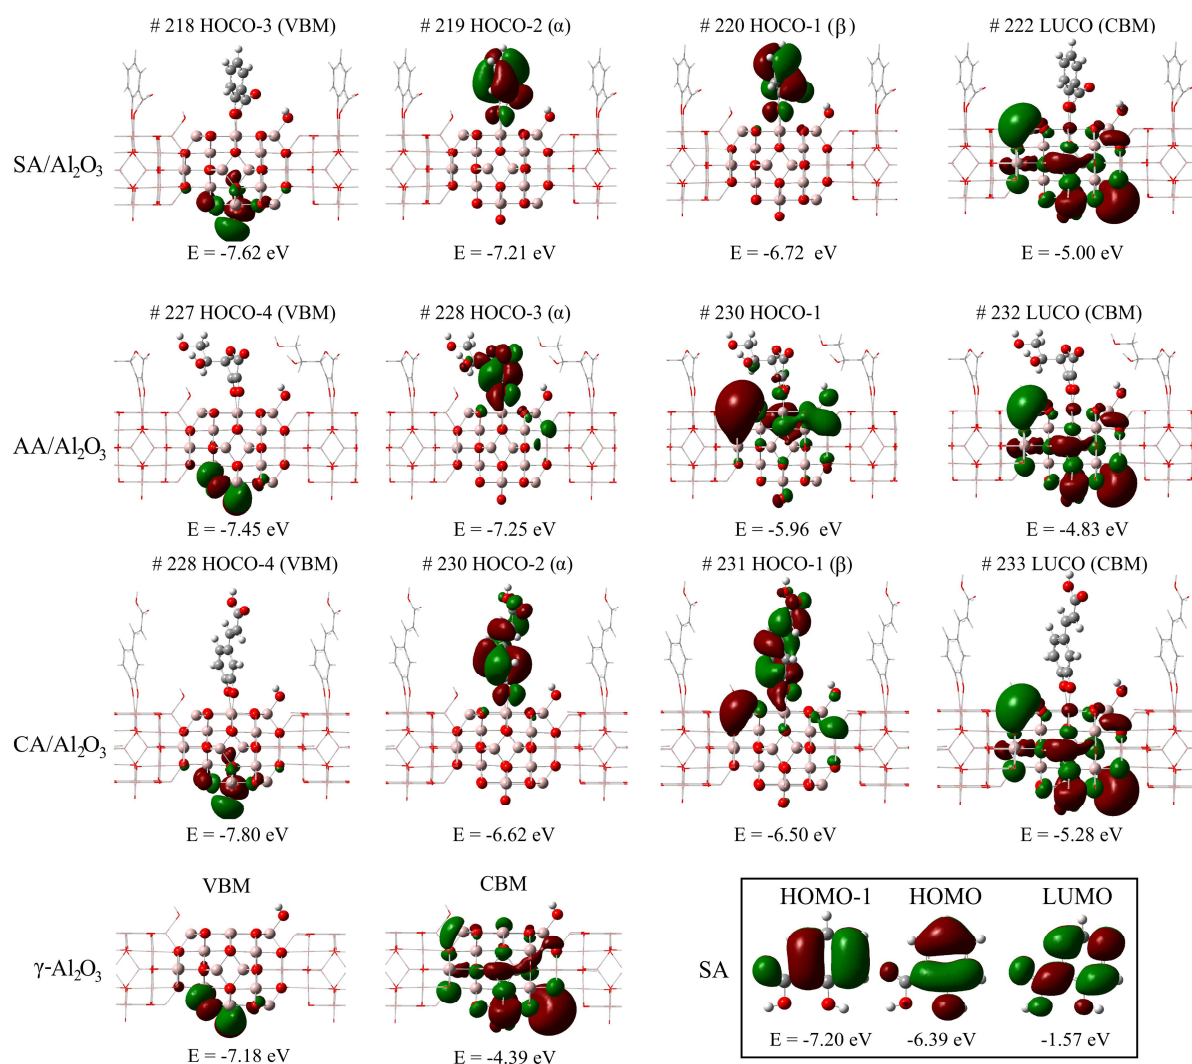 # 218 HOCO-3 (VBM) # 219 HOCO-2 (α) # 220 HOCO-1 (β) # 222 LUCO (CBM)
SA/Al₂O₃
E = -7.62 eV E = -7.21 eV E = -6.72 eV E = -5.00 eV
# 227 HOCO-4 (VBM) # 228 HOCO-3 (α) # 230 HOCO-1 # 232 LUCO (CBM)
AA/Al₂O₃
E = -7.45 eV E = -7.25 eV E = -5.96 eV E = -4.83 eV
# 228 HOCO-4 (VBM) # 230 HOCO-2 (α) # 231 HOCO-1 (β) # 233 LUCO (CBM)
CA/Al₂O₃
E = -7.80 eV E = -6.62 eV E = -6.50 eV E = -5.28 eV
VBM CBM HOMO-1 HOMO LUMO
γ-Al₂O₃ SA
E = -7.18 eV E = -4.39 eV E = -7.20 eV -6.39 eV -1.57 eV